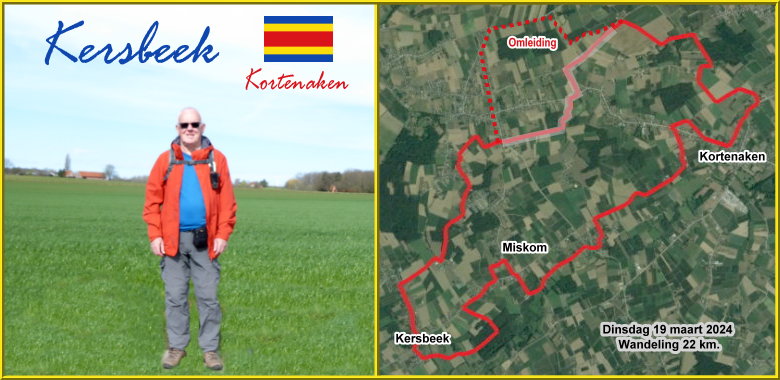 Kersbeek
Kortenaken
Omleiding
Kortenaken
Miskom
Kersbeek
Dinsdag 19 maart 2024
Wandeling 22 km.